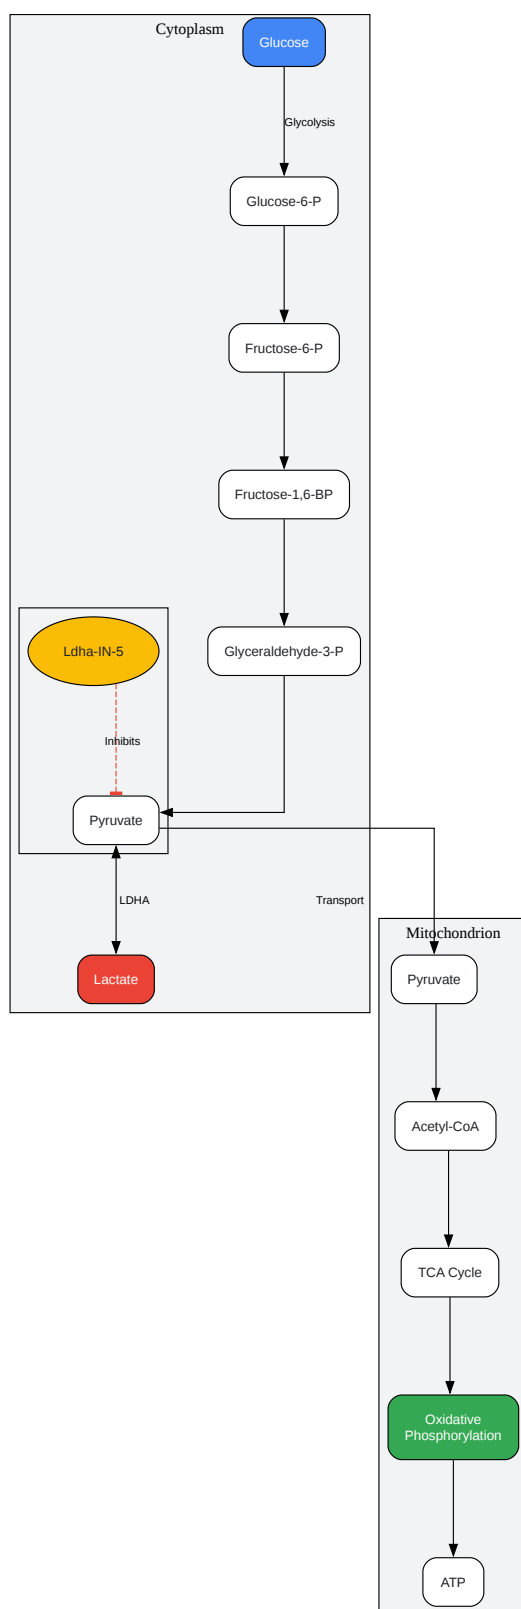 Cytoplasm
Glucose
Glycolysis
Glucose-6-P
Fructose-6-P
Fructose-1,6-BP
Ldha-IN-5
Glyceraldehyde-3-P
Inhibits
Pyruvate
LDHA
Transport
Mitochondrion
Lactate
Pyruvate
Acetyl-CoA
TCA Cycle
Oxidative
Phosphorylation
ATP